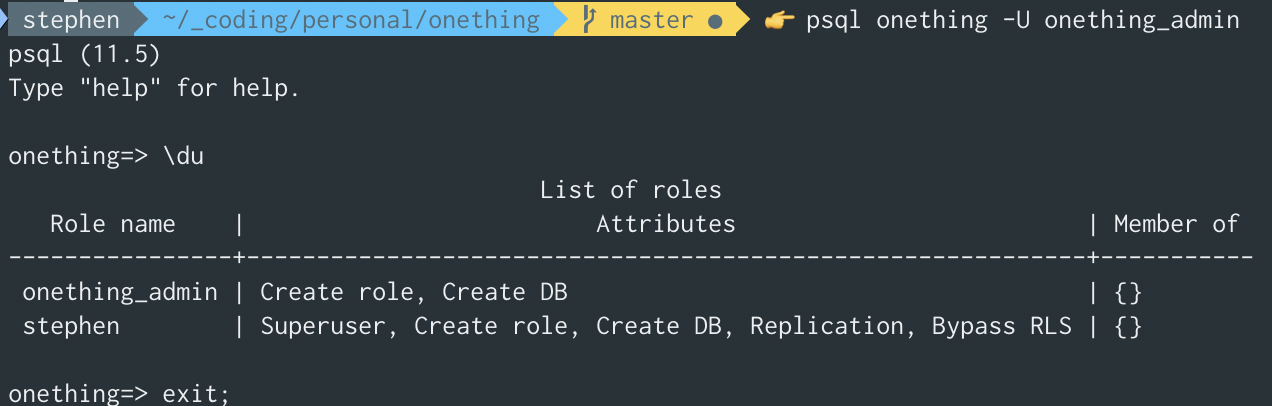 stephen ~/_coding/personal/onething master ● 👉 psql onething -U onething_admin
psql (11.5)
Type "help" for help.
onething=> \du
List of roles
Role name | Attributes | Member of
----------------+------------------------------------------------------------+-----------
onething_admin | Create role, Create DB | {}
stephen | Superuser, Create role, Create DB, Replication, Bypass RLS | {}
onething=> exit;